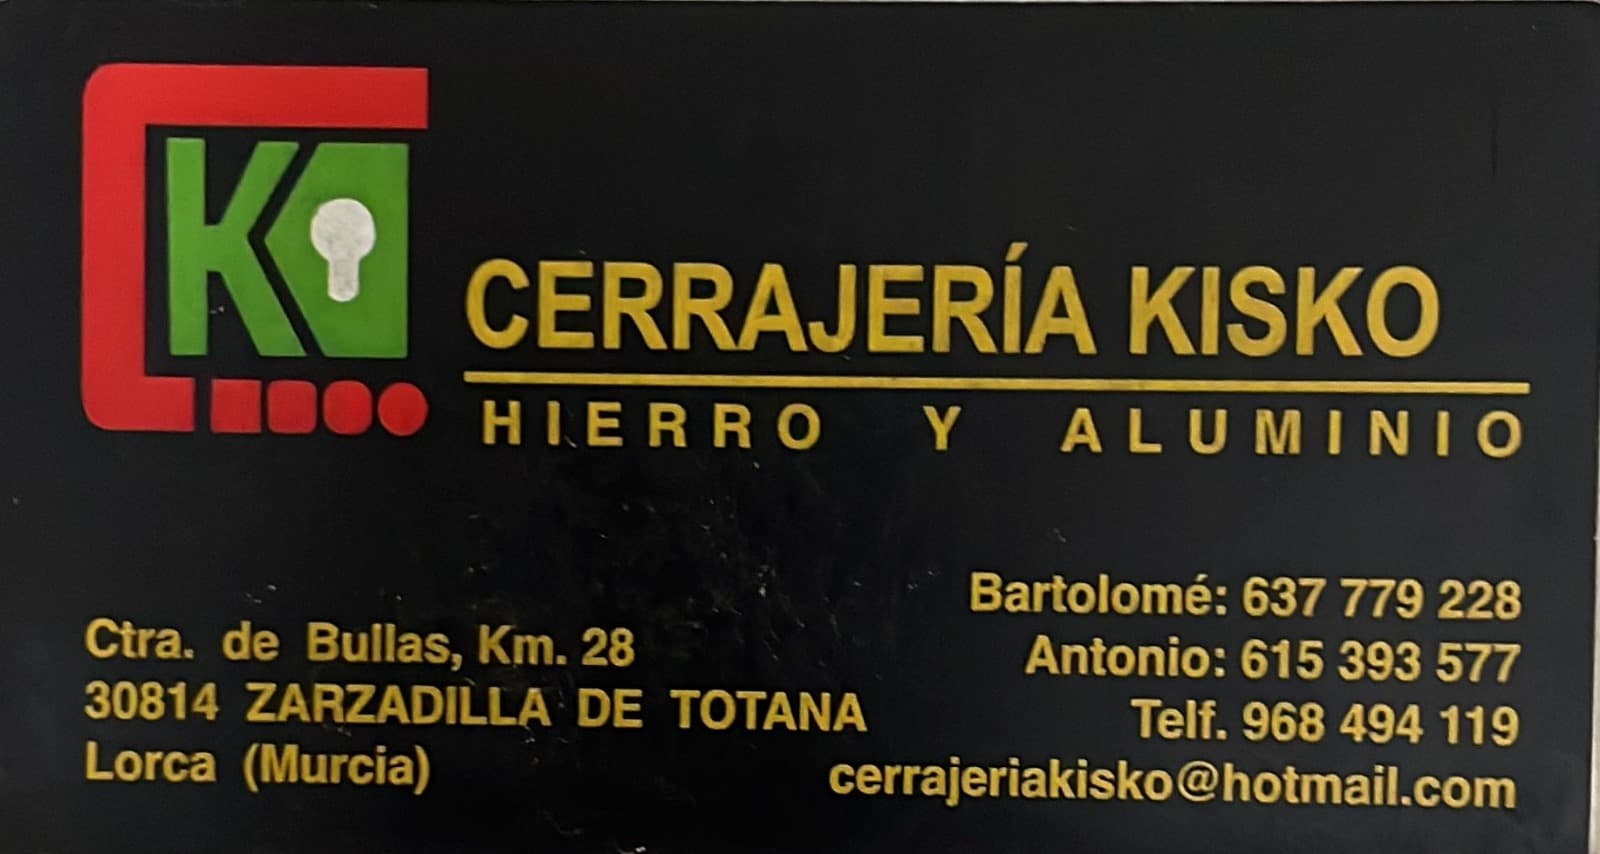 K
CERRAJERÍA KISKO
HIERRO Y ALUMINIO
Ctra. de Bullas, Km. 28
30814 ZARZADILLA DE TOTANA
Lorca (Murcia)
Bartolomé: 637 779 228
Antonio: 615 393 577
Telf. 968 494 119
cerrajeriakisko@hotmail.com